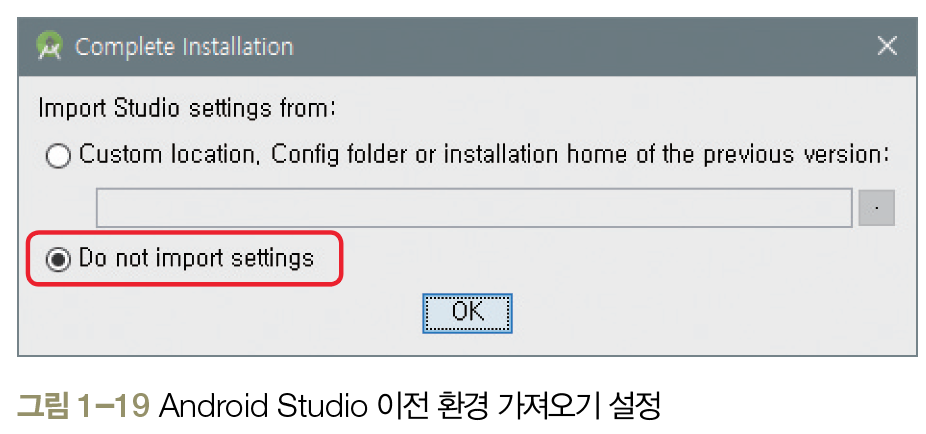 Complete Installation
Import Studio settings from:
Custom location, Config folder or installation home of the previous version:
.
Do not import settings
OK
그림 1-19 Android Studio 이전 환경 가져오기 설정